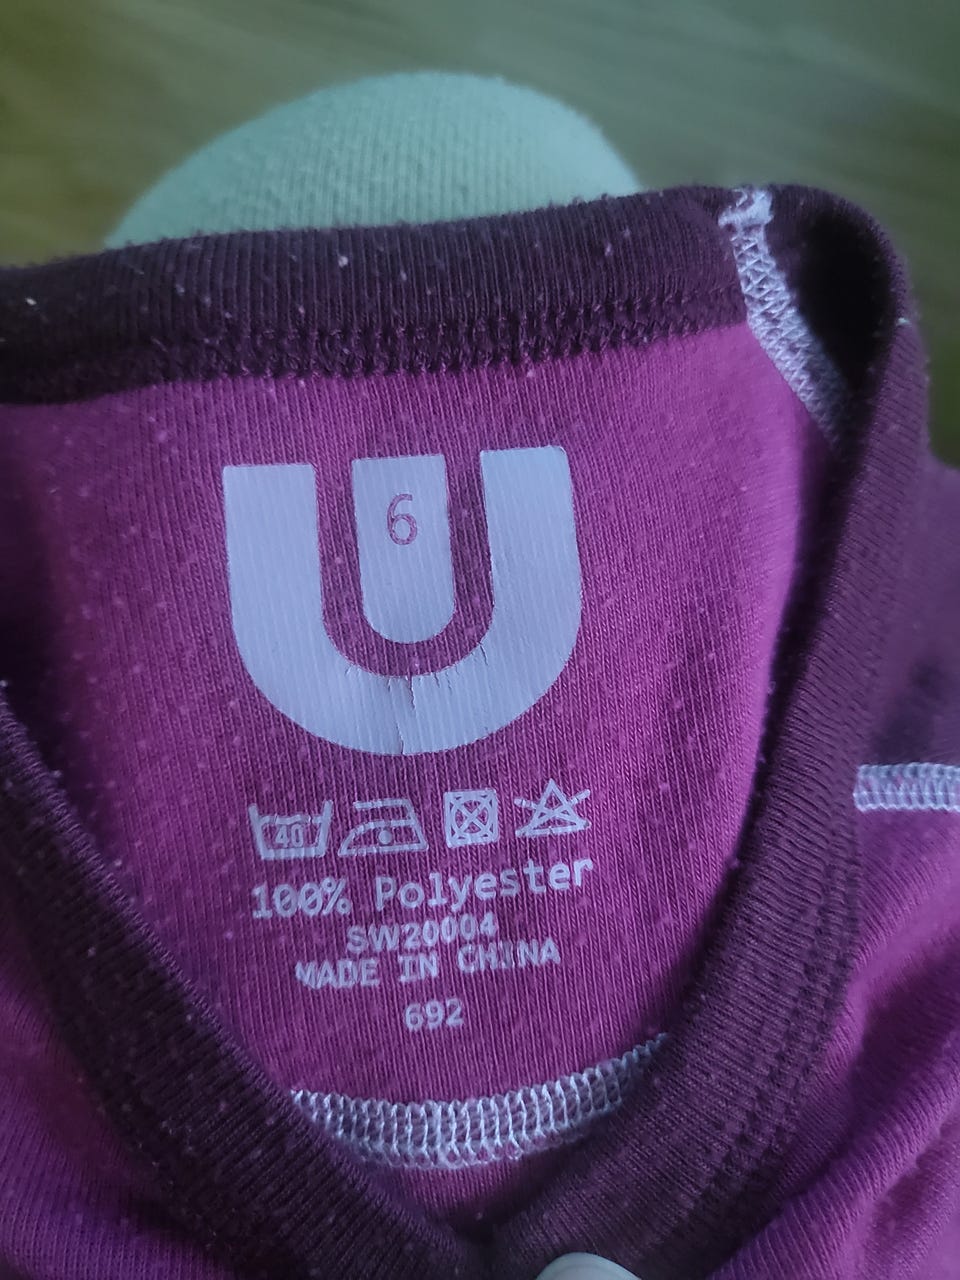 U
6
40
100% Polyester
SW20004
MADE IN CHINA
692